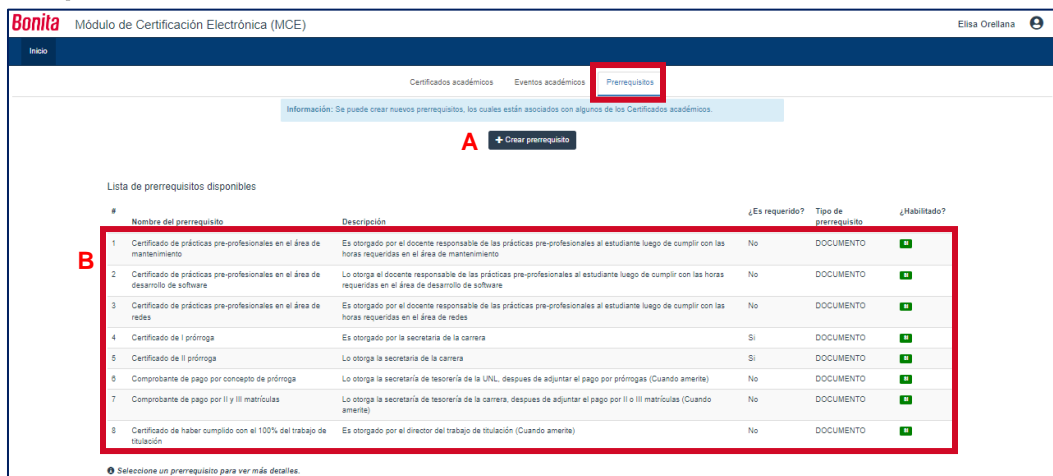 Bonita Módulo de Certificación Electrónica (MCE) Elisa Orellana
Inicio
Certificados académicos Eventos académicos Prerrequisitos
Información: Se puede crear nuevos prerrequisitos, los cuales están asociados con algunos de los Certificados académicos.
A + Crear prerrequisito
Lista de prerrequisitos disponibles
# Nombre del prerrequisito Descripción ¿Es requerido? Tipo de prerrequisito ¿Habilitado?
B
1 Certificado de prácticas pre-profesionales en el área de Es otorgado por el docente responsable de las prácticas pre-profesionales al estudiante luego de cumplir con las No DOCUMENTO
mantenimiento horas requeridas en el área de mantenimiento
2 Certificado de prácticas pre-profesionales en el área de Lo otorga el docente responsable de las prácticas pre-profesionales al estudiante luego de cumplir con las horas No DOCUMENTO
desarrollo de software requeridas en el área de desarrollo de software
3 Certificado de prácticas pre-profesionales en el área de Es otorgado por el docente responsable de las prácticas pre-profesionales al estudiante luego de cumplir con las No DOCUMENTO
redes horas requeridas en el área de redes
4 Certificado de I prórroga Es otorgado por la secretaria de la carrera Si DOCUMENTO
5 Certificado de II prórroga Lo otorga la secretaria de la carrera Si DOCUMENTO
6 Comprobante de pago por concepto de prórroga Lo otorga la secretaría de tesorería de la UNL, despues de adjuntar el pago por prórrogas (Cuando amerite) No DOCUMENTO
7 Comprobante de pago por II y III matrículas Lo otorga la secretaría de tesorería de la carrera, despues de adjuntar el pago por II o III matrículas (Cuando No DOCUMENTO
amerite)
8 Certificado de haber cumplido con el 100% del trabajo de Es otorgado por el director del trabajo de titulación (Cuando amerite) No DOCUMENTO
titulación
Seleccione un prerrequisito para ver más detalles.